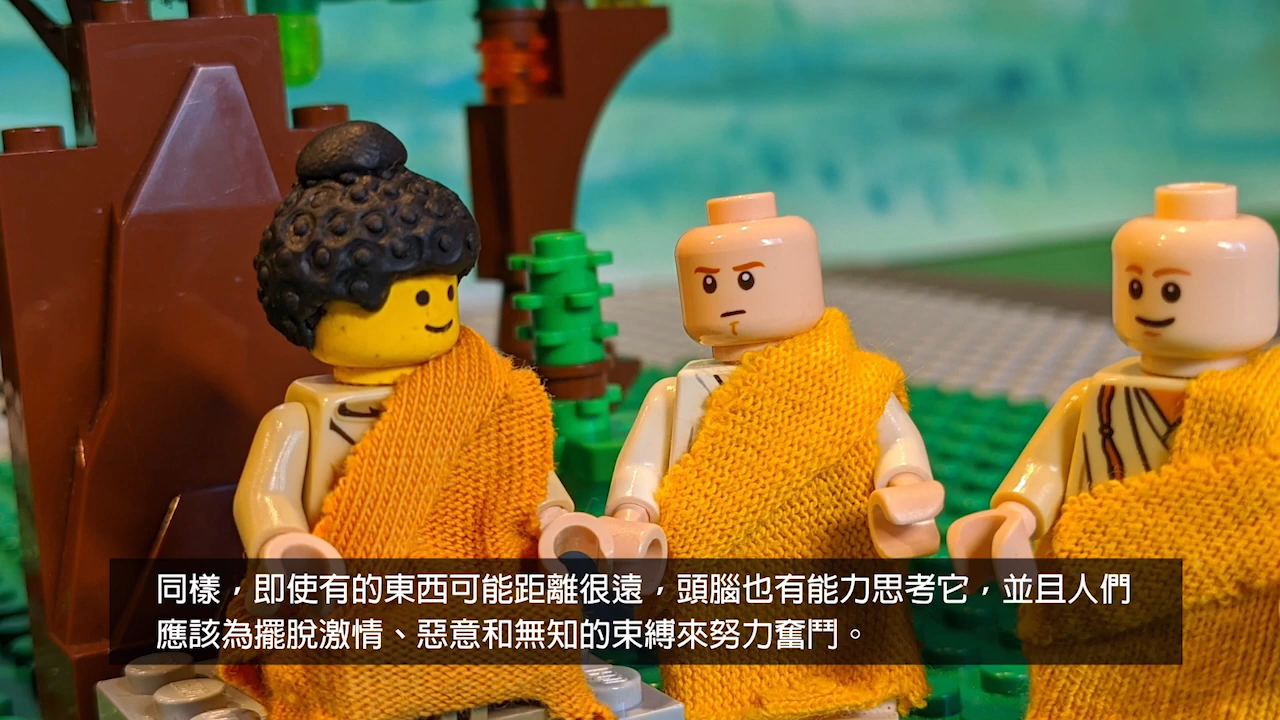 同樣，即使有的東西可能距離很遠，頭腦也有能力思考它，並且人們
應該為擺脫激情、惡意和無知的束縛來努力奮鬥。